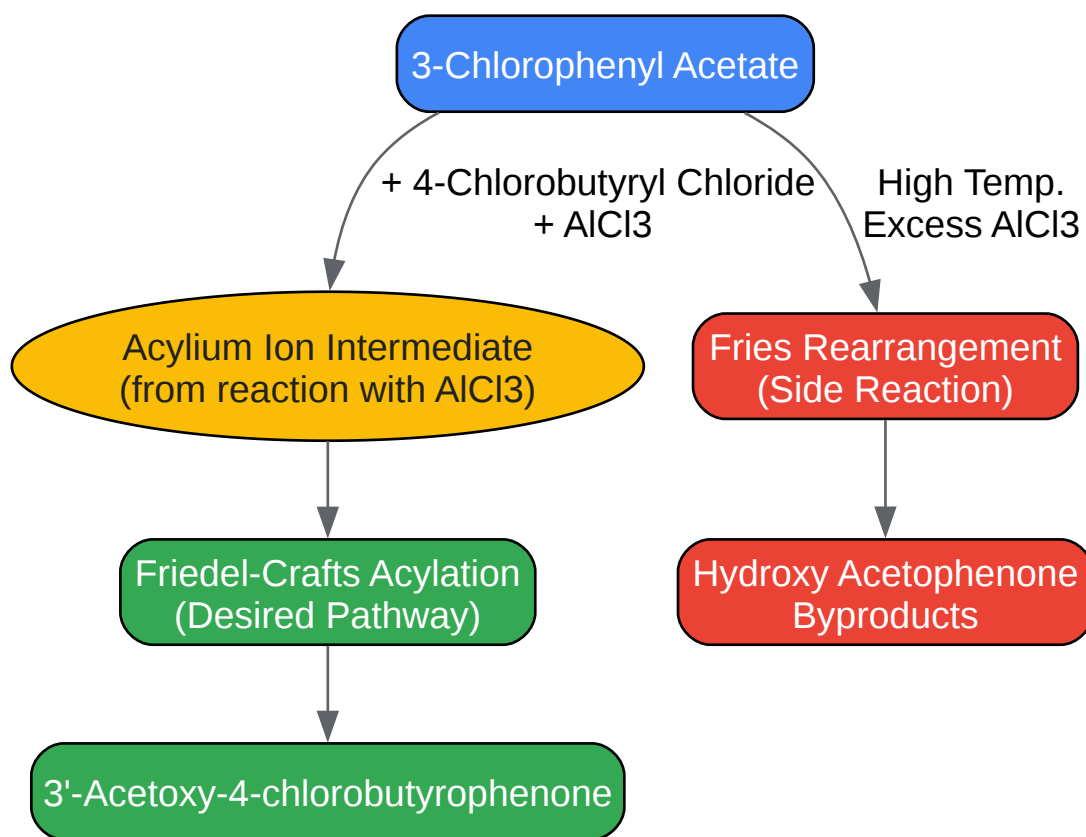 3-Chlorophenyl Acetate
+ 4-Chlorobutyryl Chloride
+ AlCl3
High Temp.
Excess AlCl3
Acylium Ion Intermediate
(from reaction with AlCl3)
Fries Rearrangement
(Side Reaction)
Friedel-Crafts Acylation
(Desired Pathway)
Hydroxy Acetophenone
Byproducts
3'-Acetoxy-4-chlorobutyrophenone